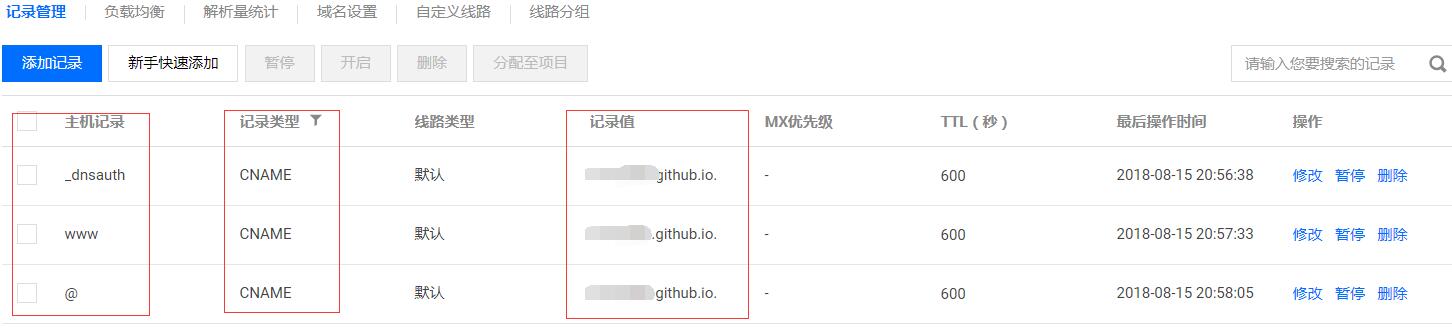 记录管理 负载均衡 解析量统计 域名设置 自定义线路 线路分组
添加记录 新手快速添加 暂停 开启 删除 分配至项目 请输入您要搜索的记录
主机记录 记录类型 线路类型 记录值 MX优先级 TTL（秒） 最后操作时间 操作
_dnsauth CNAME 默认 github.io. - 600 2018-08-15 20:56:38 修改 暂停 删除
www CNAME 默认 .github.io. - 600 2018-08-15 20:57:33 修改 暂停 删除
@ CNAME 默认 .github.io. - 600 2018-08-15 20:58:05 修改 暂停 删除